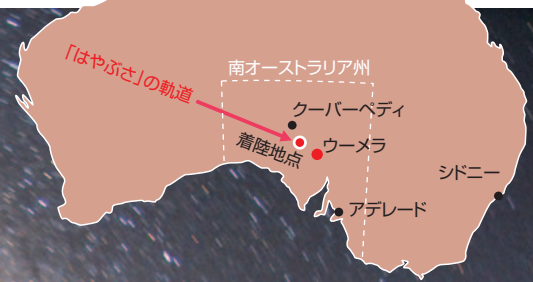 「はやぶさ」の軌道
南オーストラリア州
クーバーペディ
着陸地点
ウーメラ
シドニー
アデレード